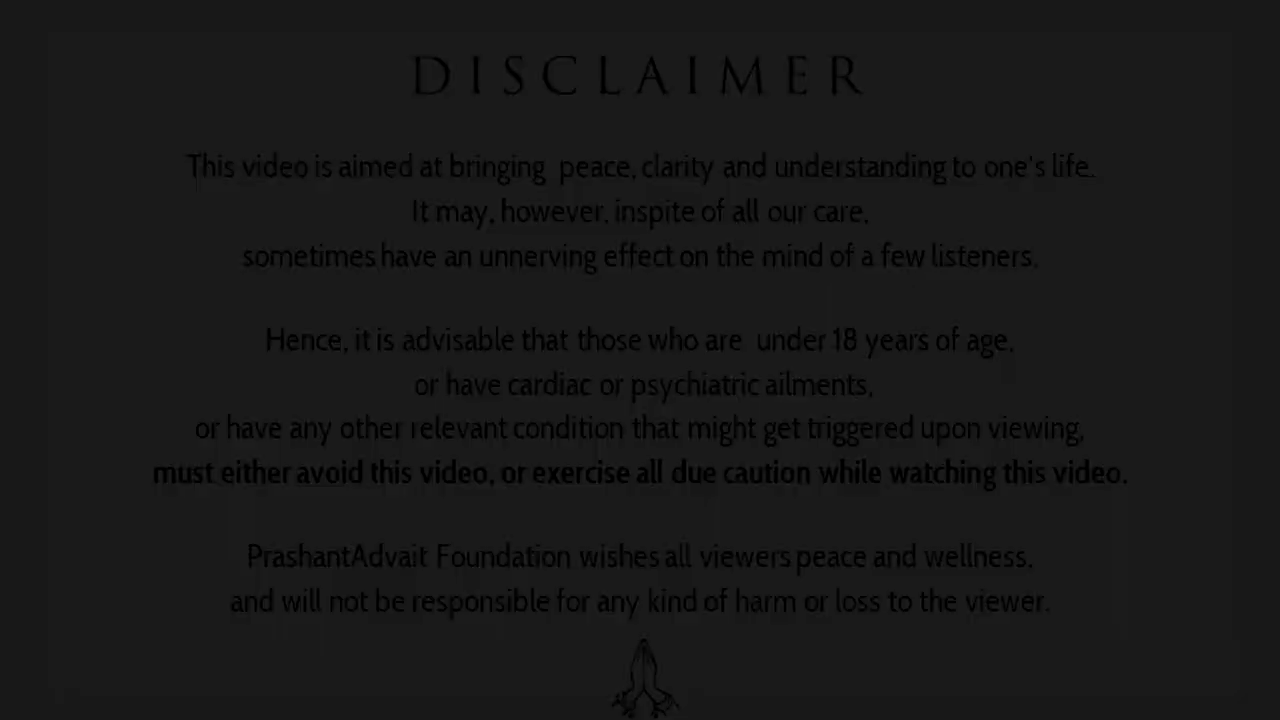 DISCLAIMER
This video is aimed at bringing peace, clarity and understanding to one's life.
It may, however, inspite of all our care,
sometimes have an unnerving effect on the mind of a few listeners.
Hence, it is advisable that those who are under 18 years of age,
or have cardiac or psychiatric ailments,
or have any other relevant condition that might get triggered upon viewing,
must either avoid this video, or exercise all due caution while watching this video.
PrashantAdvait Foundation wishes all viewers peace and wellness,
and will not be responsible for any kind of harm or loss to the viewer.